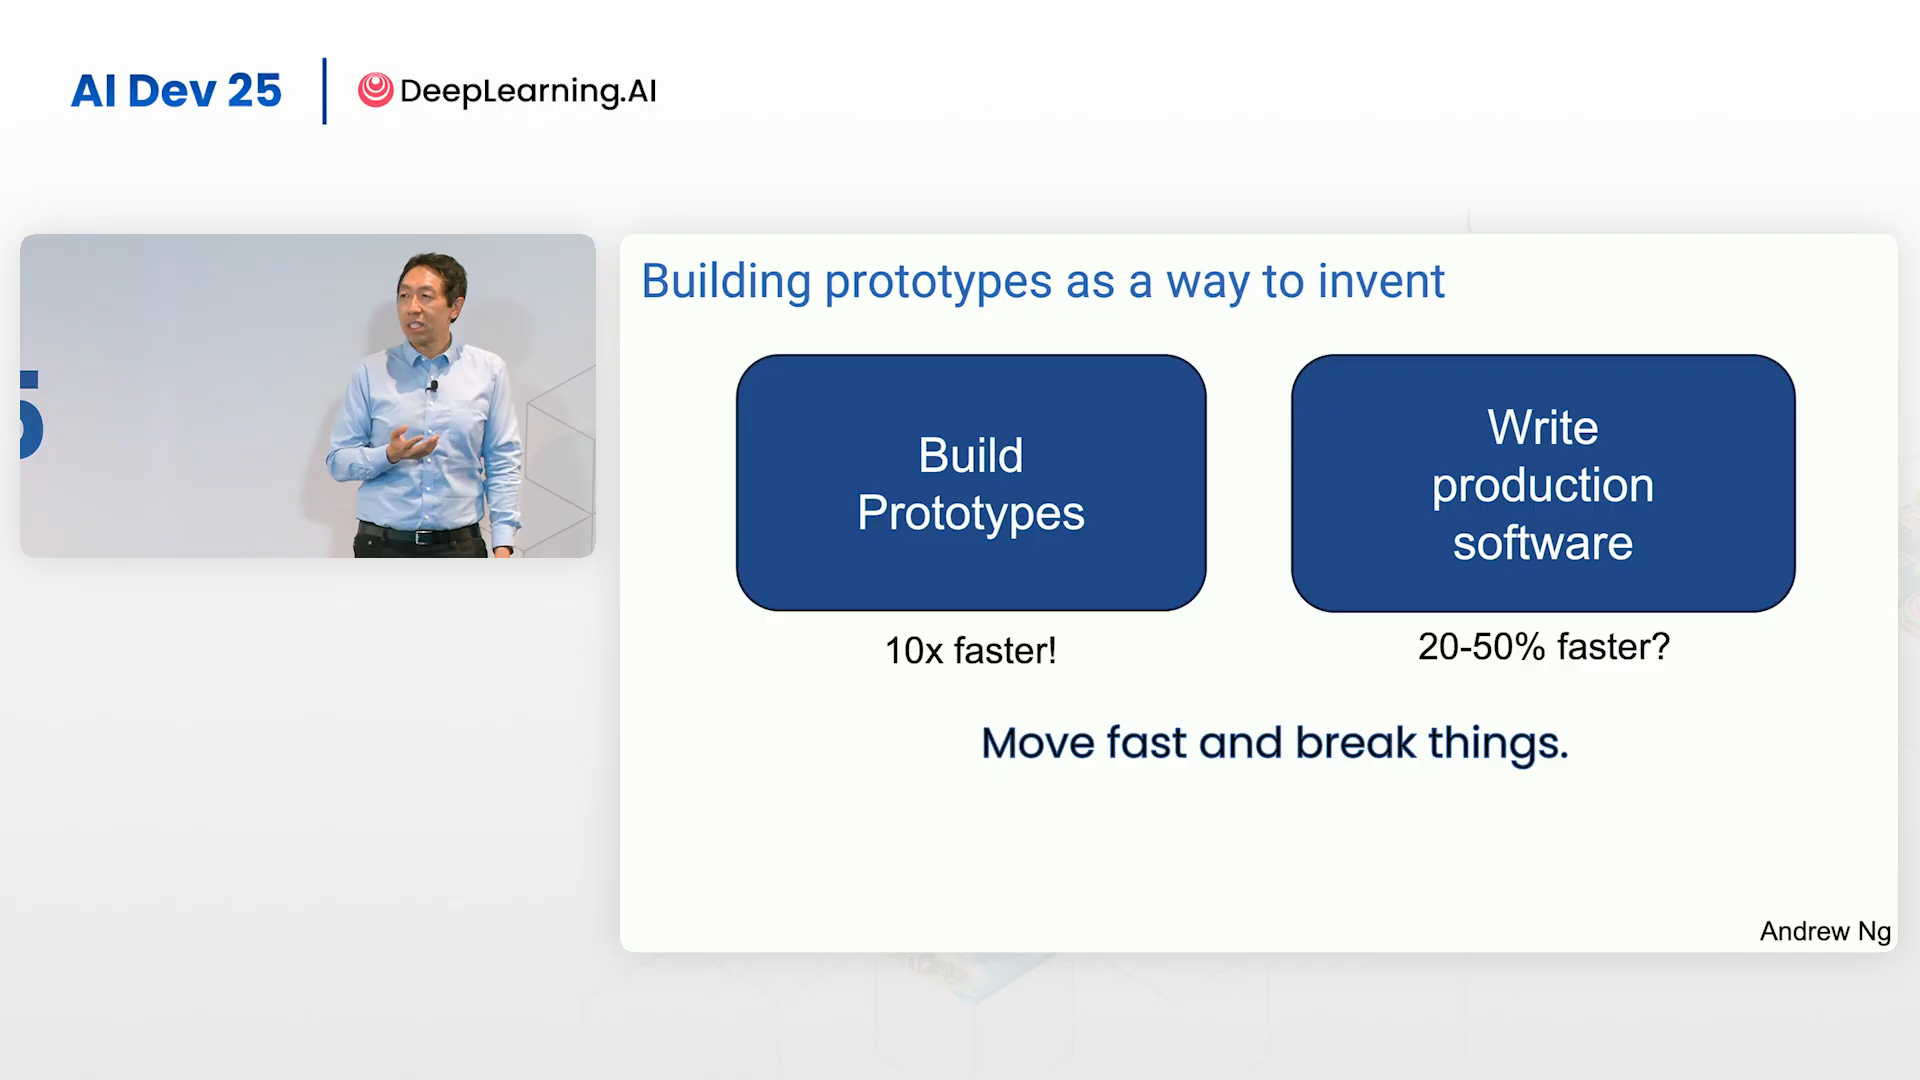 AI Dev 25
DeepLearning.AI
5
Building prototypes as a way to invent
Build
Prototypes
Write
production
software
10x faster!
20-50% faster?
Move fast and break things.
Andrew Ng